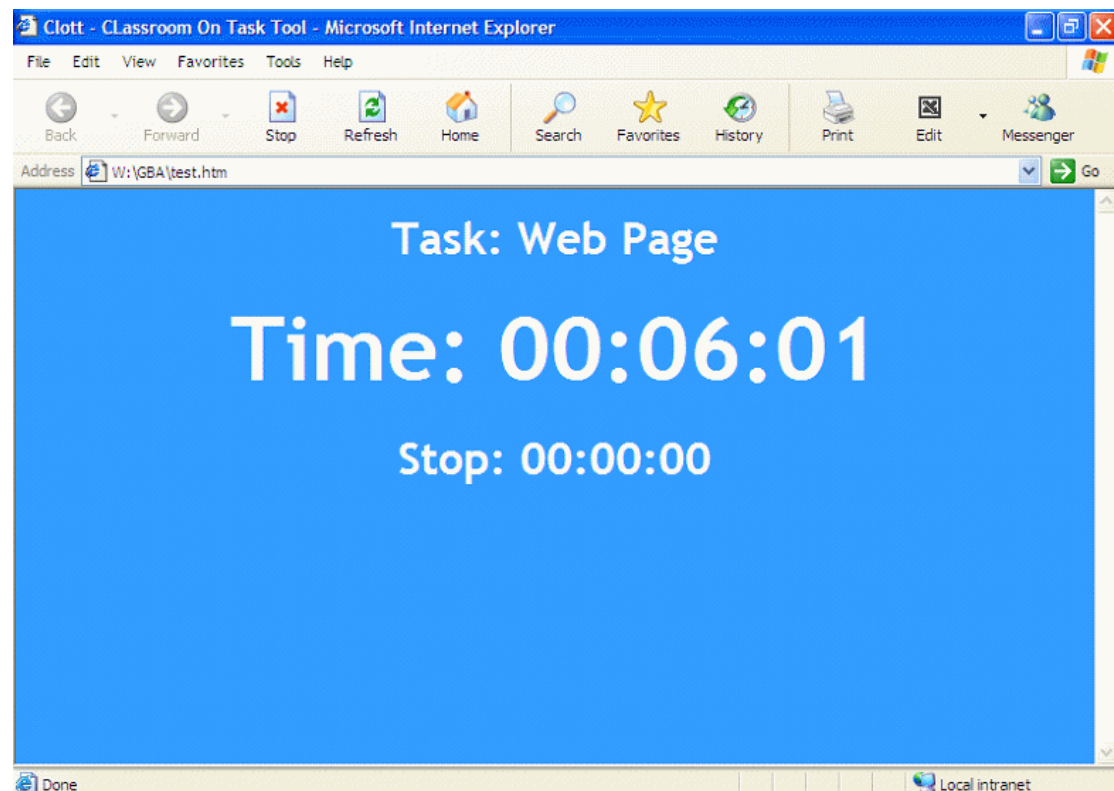 Clott - CLassroom On Task Tool - Microsoft Internet Explorer
File Edit View Favorites Tools Help
Back Forward Stop Refresh Home Search Favorites History Print Edit Messenger
Address W:\GBA\test.htm Go
Task: Web Page
Time: 00:06:01
Stop: 00:00:00
Done Local intranet